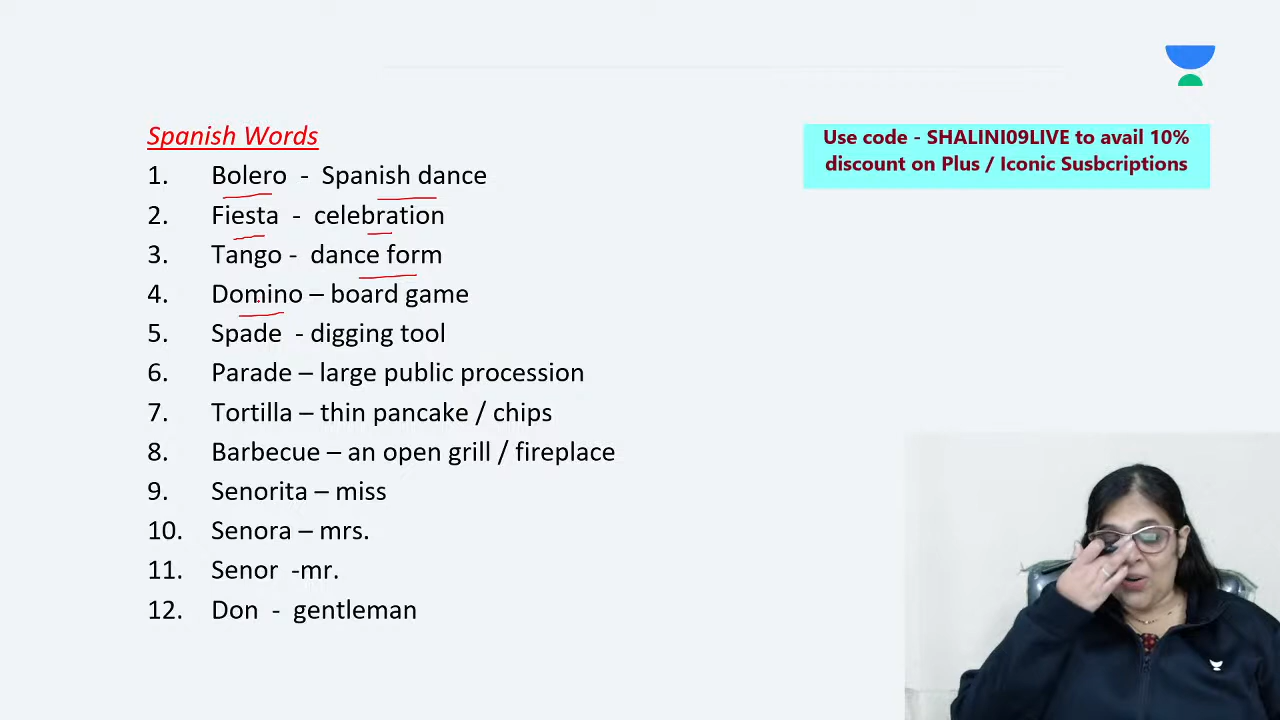 Spanish Words
1. Bolero - Spanish dance
2. Fiesta - celebration
3. Tango - dance form
4. Domino – board game
5. Spade - digging tool
6. Parade – large public procession
7. Tortilla – thin pancake / chips
8. Barbecue – an open grill / fireplace
9. Senorita – miss
10. Senora – mrs.
11. Senor -mr.
12. Don - gentleman
Use code - SHALINI09LIVE to avail 10%
discount on Plus / Iconic Susbcriptions